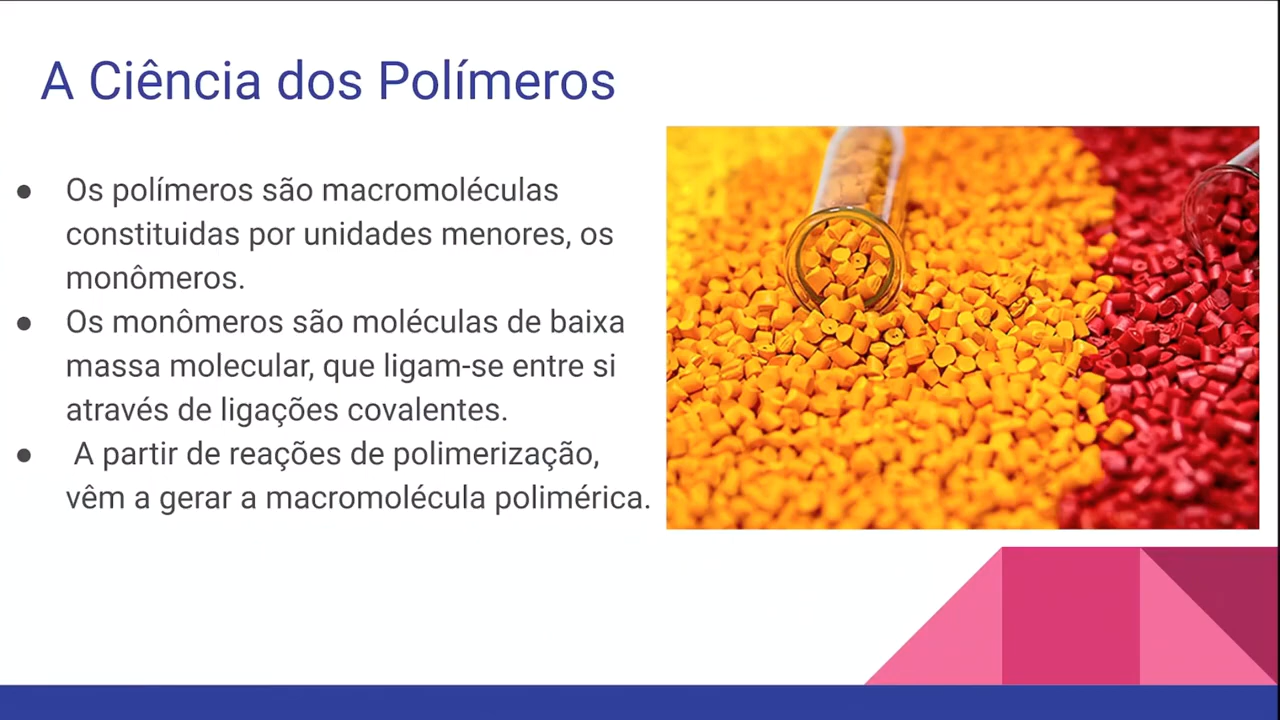 A Ciência dos Polímeros
● Os polímeros são macromoléculas
constituidas por unidades menores, os
monômeros.
● Os monômeros são moléculas de baixa
massa molecular, que ligam-se entre si
através de ligações covalentes.
● A partir de reações de polimerização,
vêm a gerar a macromolécula polimérica.